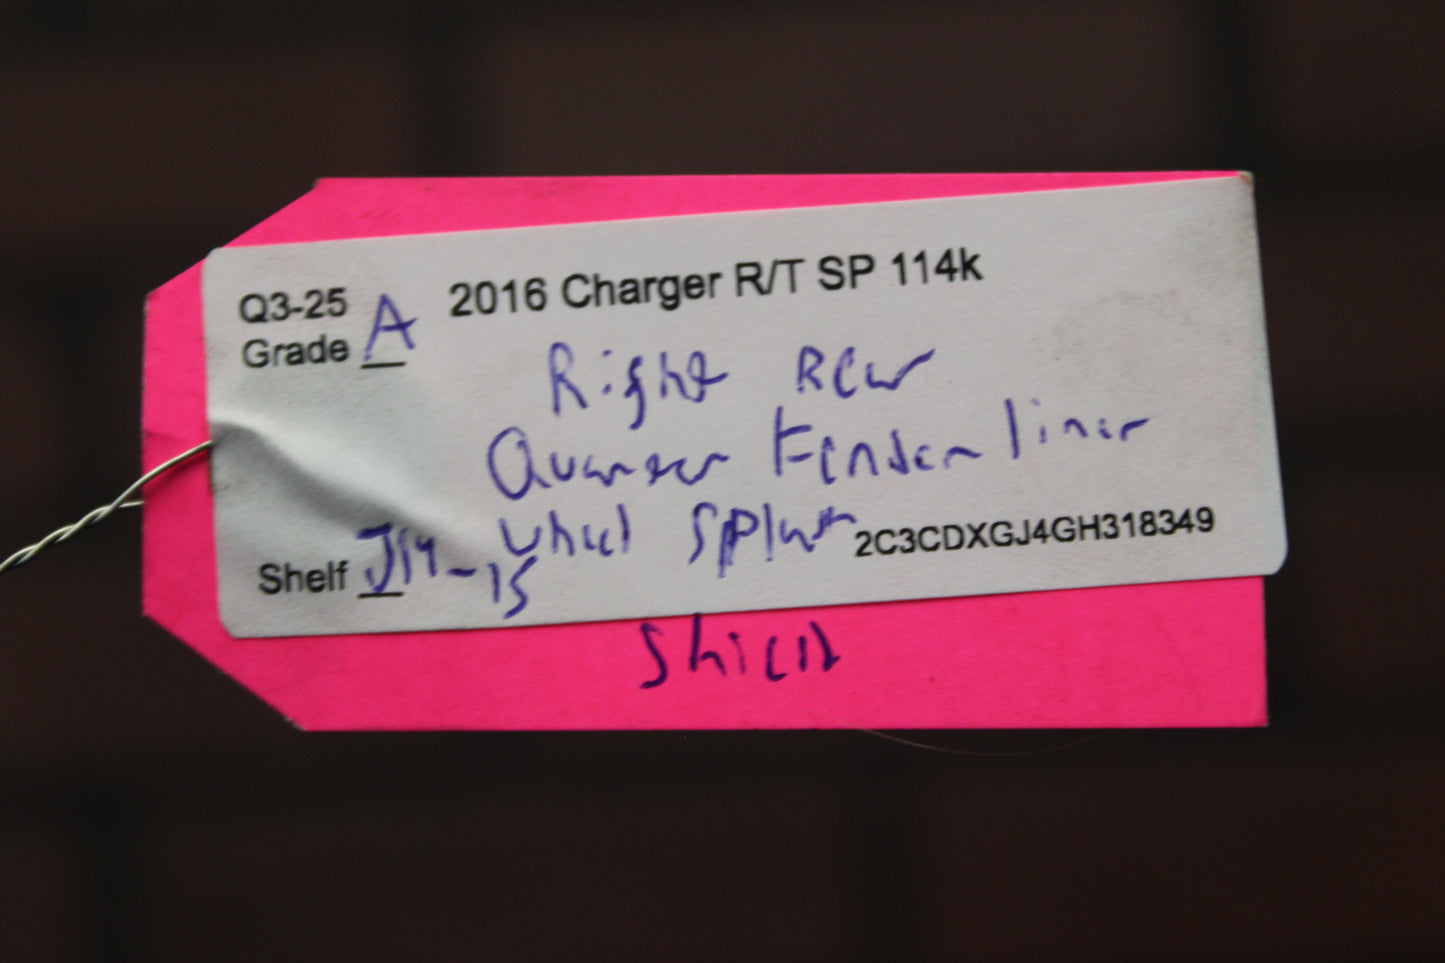 Q3-25
Grade A
2016 Charger R/T SP 114k
Right Rear
Quarter Fender liner
Wheel Splash
2C3CDXGJ4GH318349
Shelf J14-15
Shield